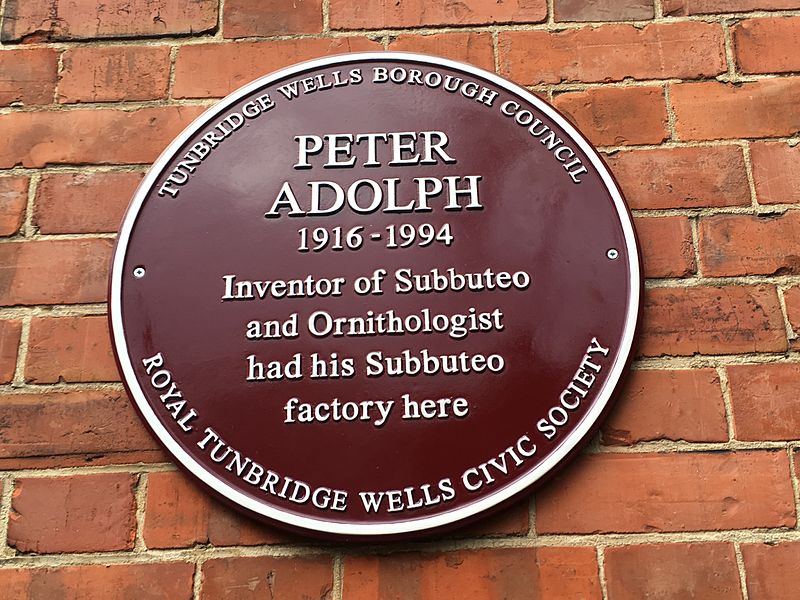 TUNBRIDGE WELLS BOROUGH COUNCIL
PETER
ADOLPH
1916 - 1994
Inventor of Subbuteo
and Ornithologist
had his Subbuteo
factory here
ROYAL TUNBRIDGE WELLS CIVIC SOCIETY